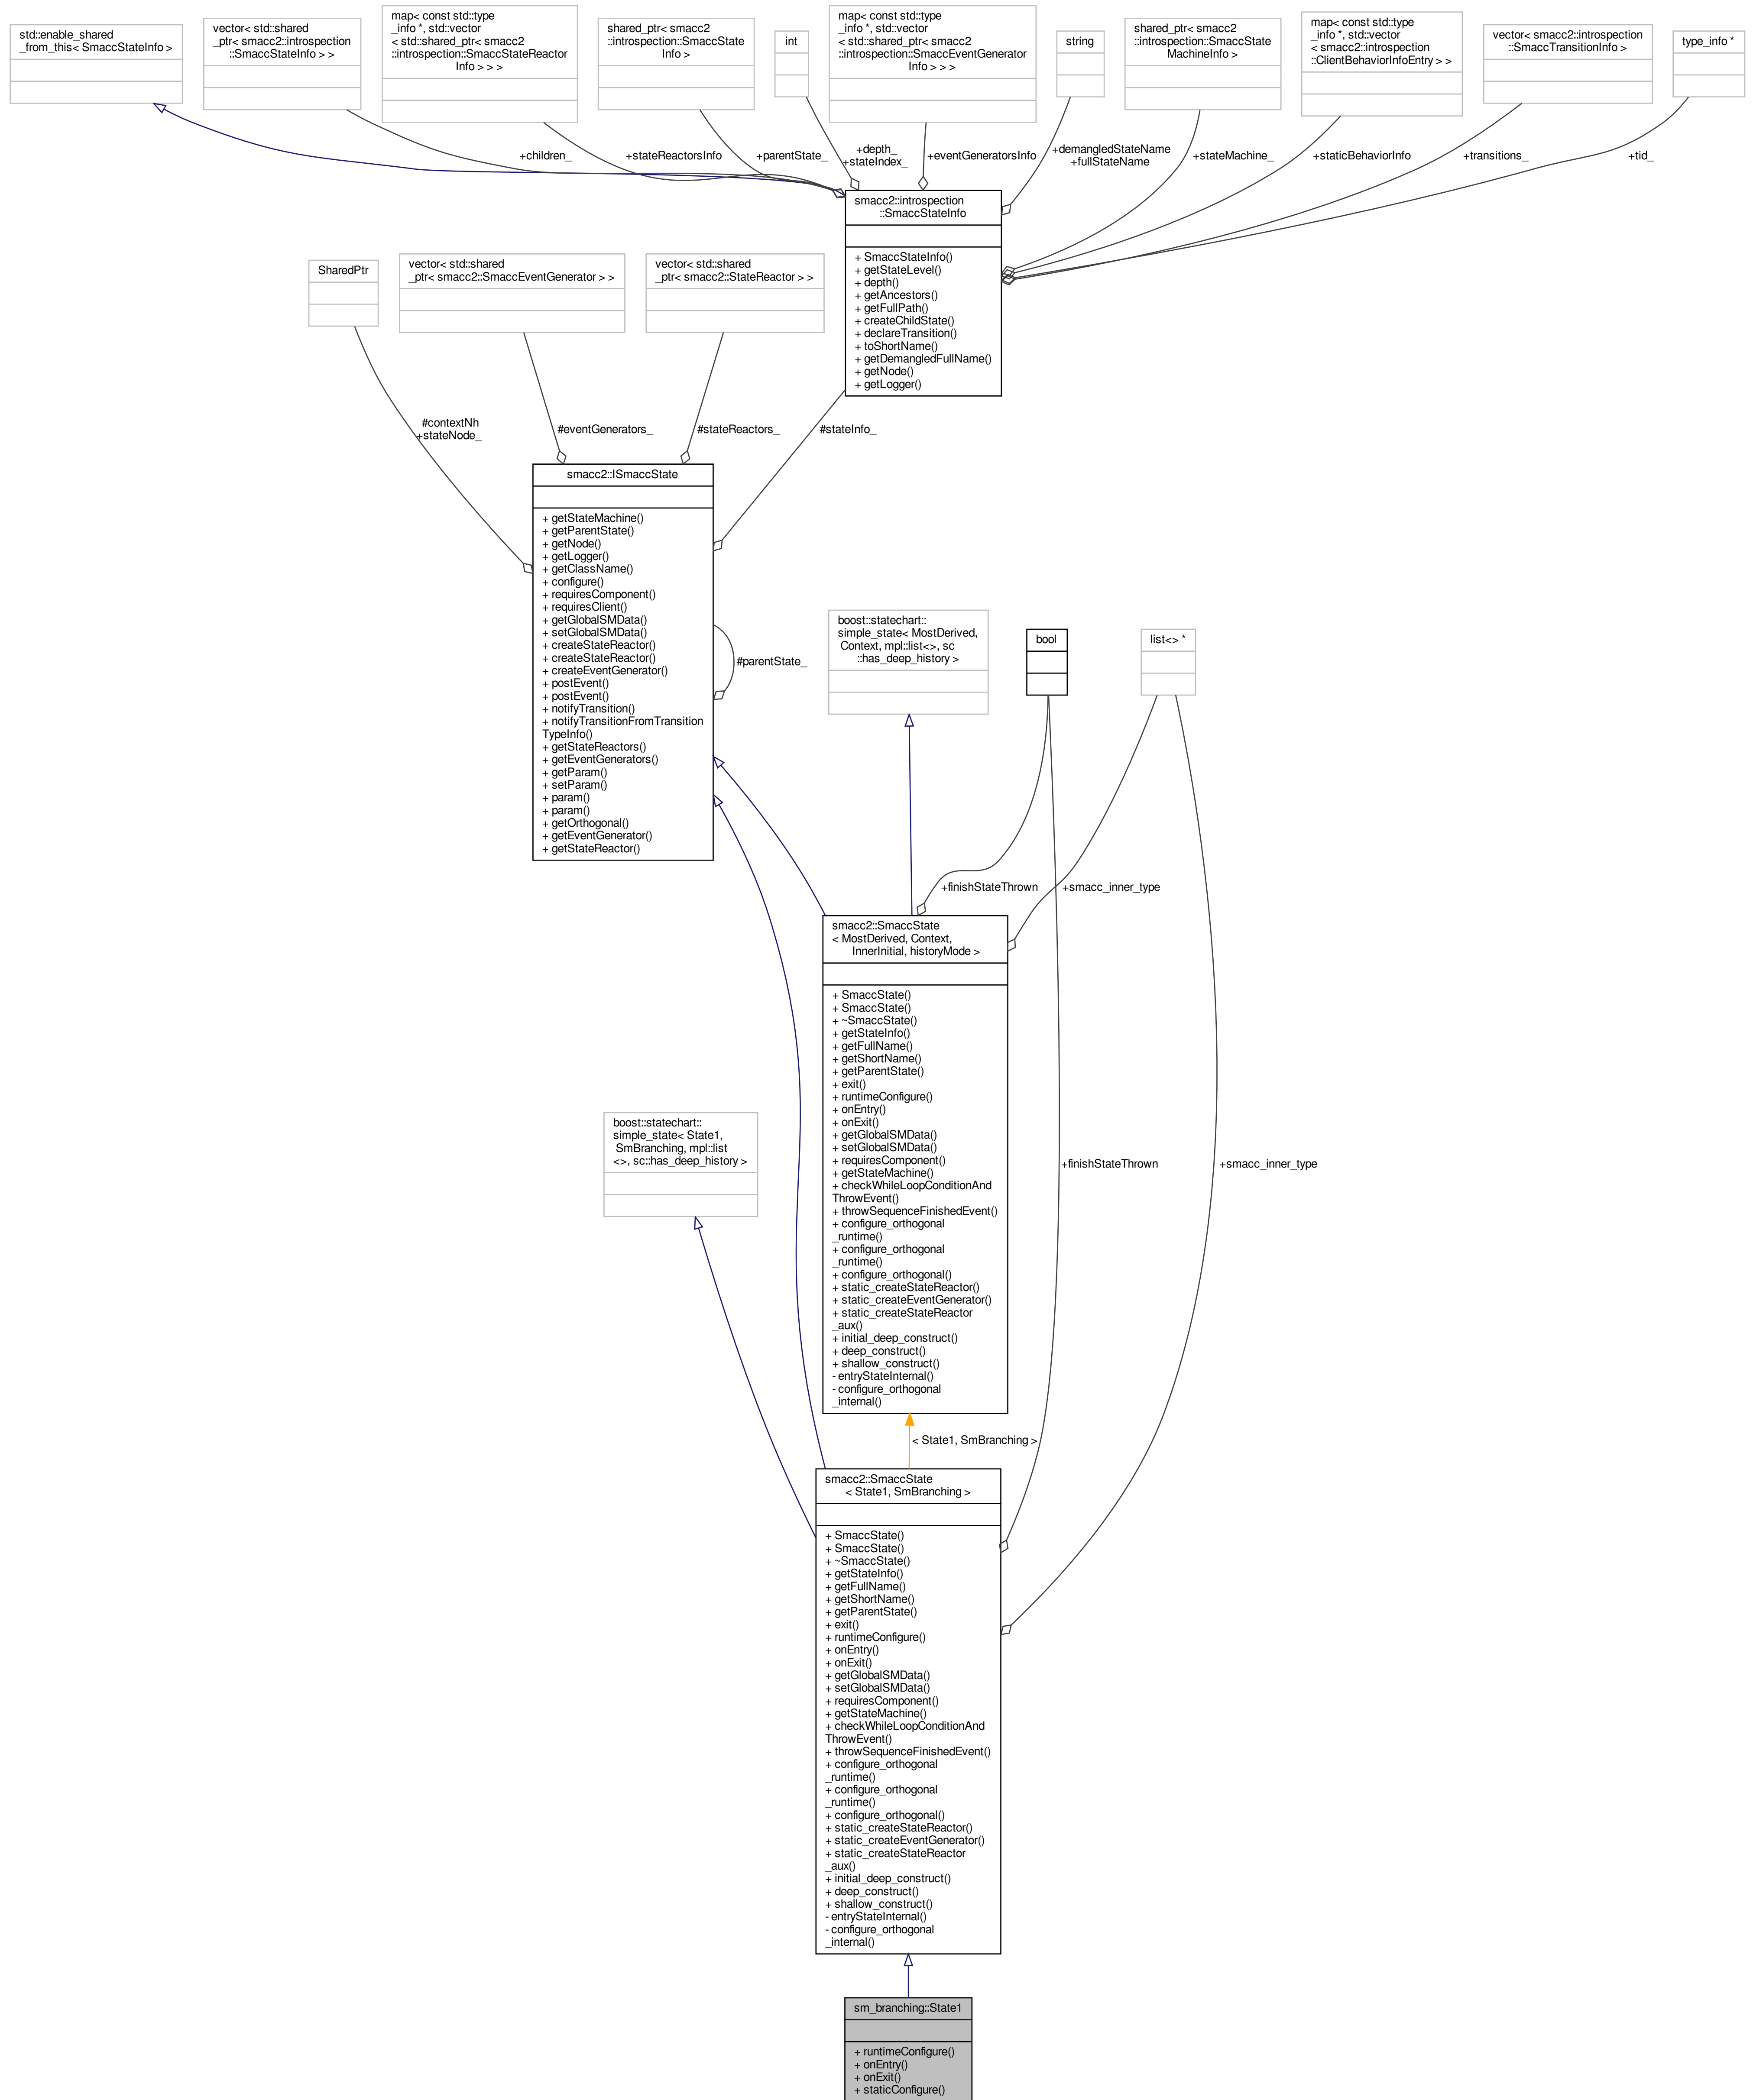 std::enable_shared
_from_this< SmaccStateInfo >
vector< std::shared
_ptr< smacc2::introspection
::SmaccStateInfo > >
map< const std::type
_info *, std::vector
< std::shared_ptr< smacc2
::introspection::SmaccStateReactor
Info > > >
shared_ptr< smacc2
::introspection::SmaccState
Info >
int
map< const std::type
_info *, std::vector
< std::shared_ptr< smacc2
::introspection::SmaccEventGenerator
Info > > >
string
shared_ptr< smacc2
::introspection::SmaccState
MachineInfo >
map< const std::type
_info *, std::vector
< smacc2::introspection
::ClientBehaviorInfoEntry > >
vector< smacc2::introspection
::SmaccTransitionInfo >
type_info *
+children_
+stateReactorsInfo
+parentState_
+depth_
+stateIndex_
+eventGeneratorsInfo
+demangledStateName
+fullStateName
+stateMachine_
+staticBehaviorInfo
+transitions_
+tid_
smacc2::introspection
::SmaccStateInfo
+ SmaccStateInfo()
+ getStateLevel()
+ depth()
+ getAncestors()
+ getFullPath()
+ createChildState()
+ declareTransition()
+ toShortName()
+ getDemangledFullName()
+ getNode()
+ getLogger()
SharedPtr
vector< std::shared
_ptr< smacc2::SmaccEventGenerator > >
vector< std::shared
_ptr< smacc2::StateReactor > >
#contextNh
+stateNode_
#eventGenerators_
#stateReactors_
#stateInfo_
smacc2::ISmaccState
+ getStateMachine()
+ getParentState()
+ getNode()
+ getLogger()
+ getClassName()
+ configure()
+ requiresComponent()
+ requiresClient()
+ getGlobalSMData()
+ setGlobalSMData()
+ createStateReactor()
+ createStateReactor()
+ createEventGenerator()
+ postEvent()
+ postEvent()
+ notifyTransition()
+ notifyTransitionFromTransition
TypeInfo()
+ getStateReactors()
+ getEventGenerators()
+ getParam()
+ setParam()
+ param()
+ param()
+ getOrthogonal()
+ getEventGenerator()
+ getStateReactor()
#parentState_
boost::statechart::
simple_state< MostDerived,
Context, mpl::list<>, sc
::has_deep_history >
bool
list<> *
+finishStateThrown
+smacc_inner_type
smacc2::SmaccState
< MostDerived, Context,
InnerInitial, historyMode >
+ SmaccState()
+ SmaccState()
+ ~SmaccState()
+ getStateInfo()
+ getFullName()
+ getShortName()
+ getParentState()
+ exit()
+ runtimeConfigure()
+ onEntry()
+ onExit()
+ getGlobalSMData()
+ setGlobalSMData()
+ requiresComponent()
+ getStateMachine()
+ checkWhileLoopConditionAnd
ThrowEvent()
+ throwSequenceFinishedEvent()
+ configure_orthogonal
_runtime()
+ configure_orthogonal
_runtime()
+ configure_orthogonal()
+ static_createStateReactor()
+ static_createEventGenerator()
+ static_createStateReactor
_aux()
+ initial_deep_construct()
+ deep_construct()
+ shallow_construct()
- entryStateInternal()
- configure_orthogonal
_internal()
boost::statechart::
simple_state< State1,
SmBranching, mpl::list
<>, sc::has_deep_history >
+finishStateThrown
+smacc_inner_type
< State1, SmBranching >
smacc2::SmaccState
< State1, SmBranching >
+ SmaccState()
+ SmaccState()
+ ~SmaccState()
+ getStateInfo()
+ getFullName()
+ getShortName()
+ getParentState()
+ exit()
+ runtimeConfigure()
+ onEntry()
+ onExit()
+ getGlobalSMData()
+ setGlobalSMData()
+ requiresComponent()
+ getStateMachine()
+ checkWhileLoopConditionAnd
ThrowEvent()
+ throwSequenceFinishedEvent()
+ configure_orthogonal
_runtime()
+ configure_orthogonal
_runtime()
+ configure_orthogonal()
+ static_createStateReactor()
+ static_createEventGenerator()
+ static_createStateReactor
_aux()
+ initial_deep_construct()
+ deep_construct()
+ shallow_construct()
- entryStateInternal()
- configure_orthogonal
_internal()
sm_branching::State1
+ runtimeConfigure()
+ onEntry()
+ onExit()
+ staticConfigure()